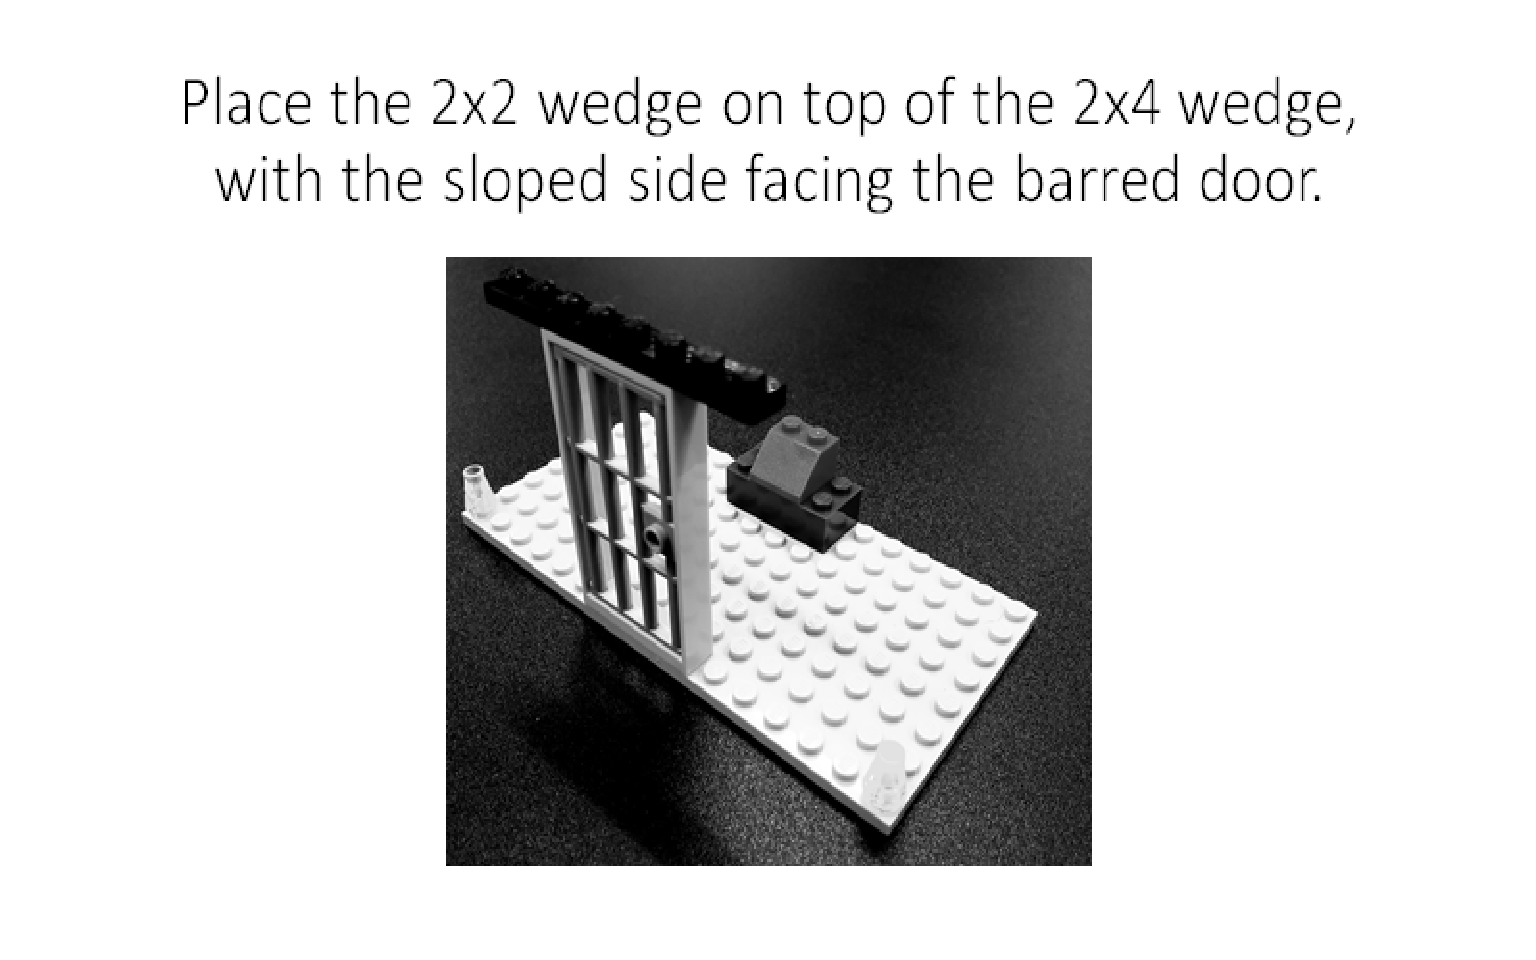 Place the 2x2 wedge on top of the 2x4 wedge,
with the sloped side facing the barred door.